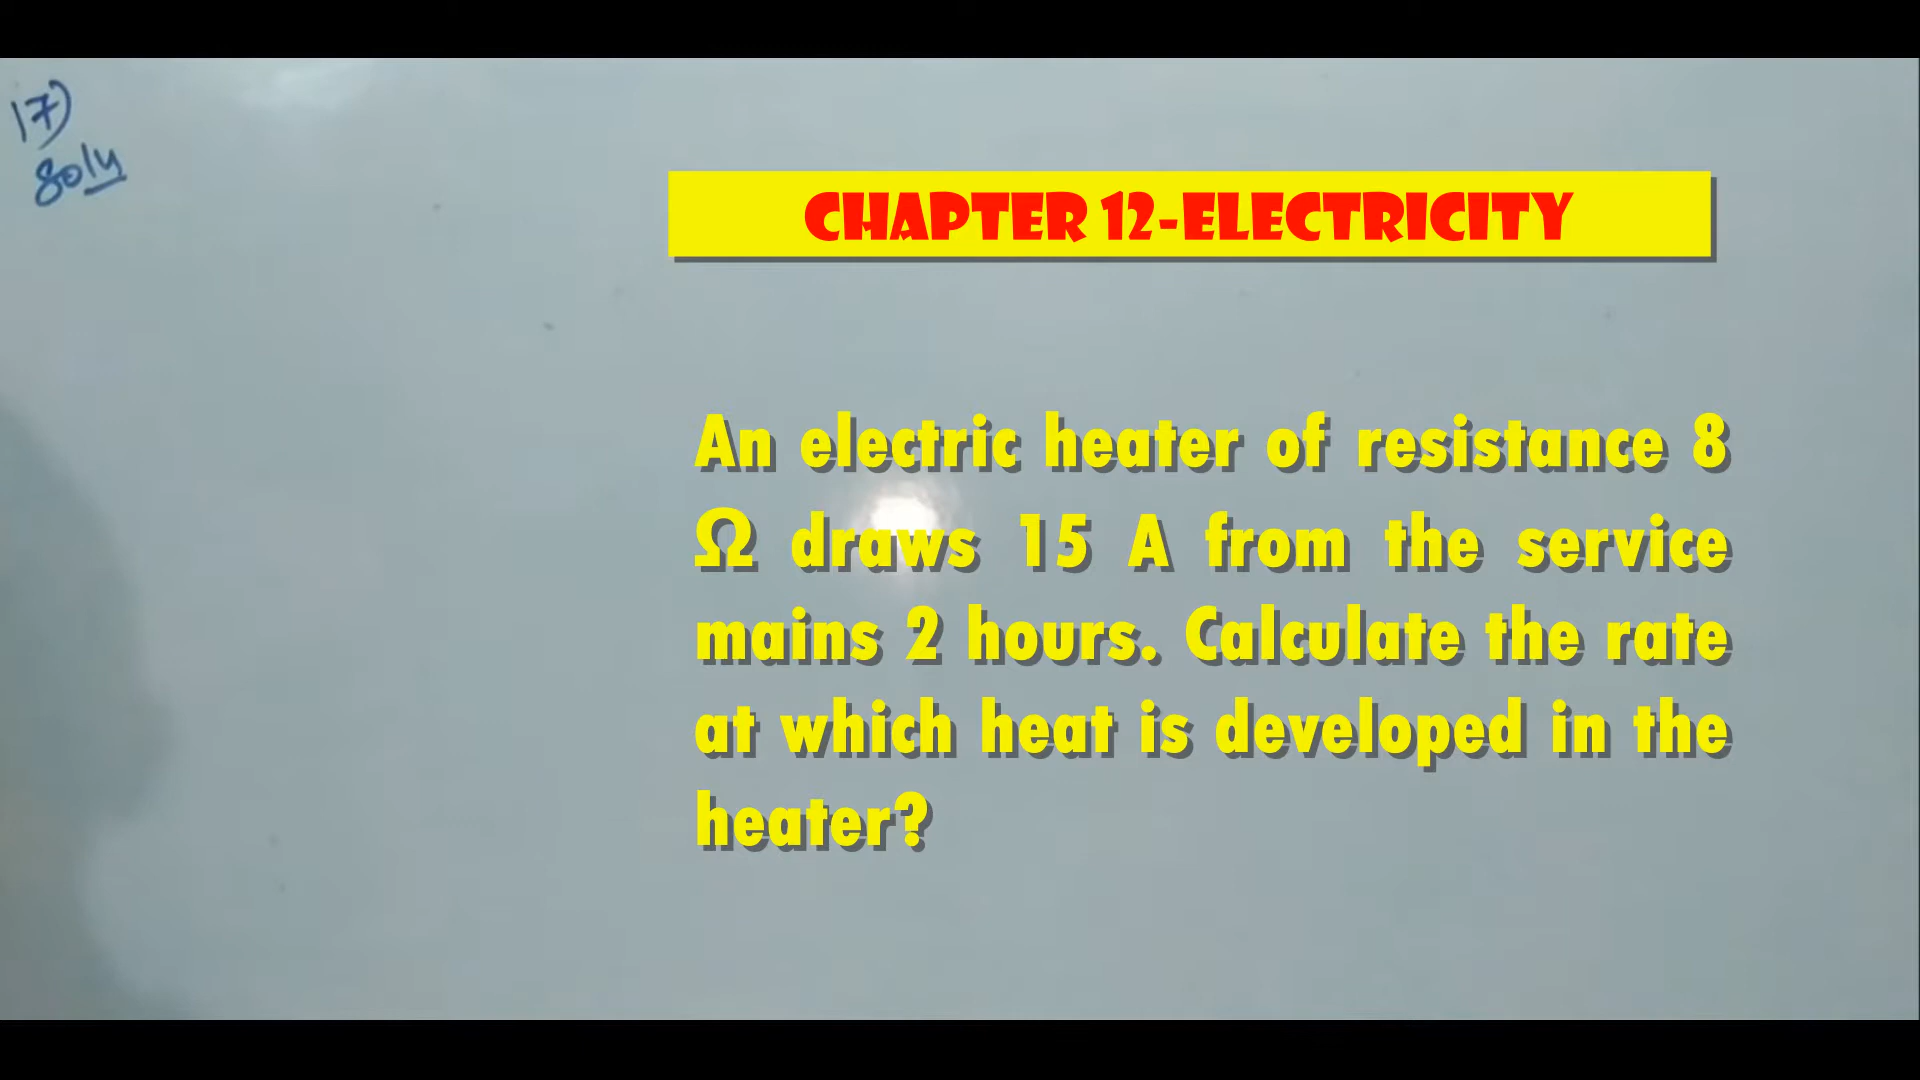 17)
Soln
CHAPTER 12-ELECTRICITY
An electric heater of resistance 8
Ω draws 15 A from the service
mains 2 hours. Calculate the rate
at which heat is developed in the
heater?